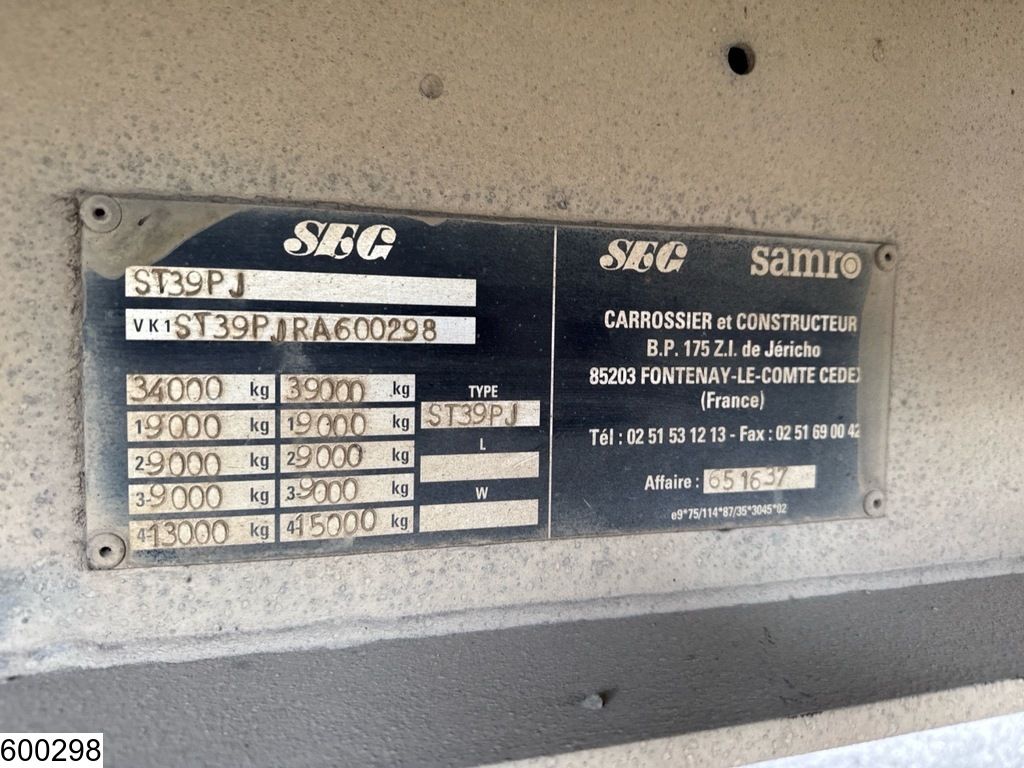 SEG
ST39PJ
VK1ST39PJRA600298
34000 kg 39000 kg
1-9000 kg 1-9000 kg
2-9000 kg 2-9000 kg
3-9000 kg 3-9000 kg
4-13000 kg 4-15000 kg
TYPE
ST39PJ
L
W
SEG samro
CARROSSIER et CONSTRUCTEUR
B.P. 175 Z.I. de Jéricho
85203 FONTENAY-LE-COMTE CEDEX
(France)
Tél : 02 51 53 12 13 - Fax : 02 51 69 00 42
Affaire : 651637
e9*75/114*87/35*3045*02
600298